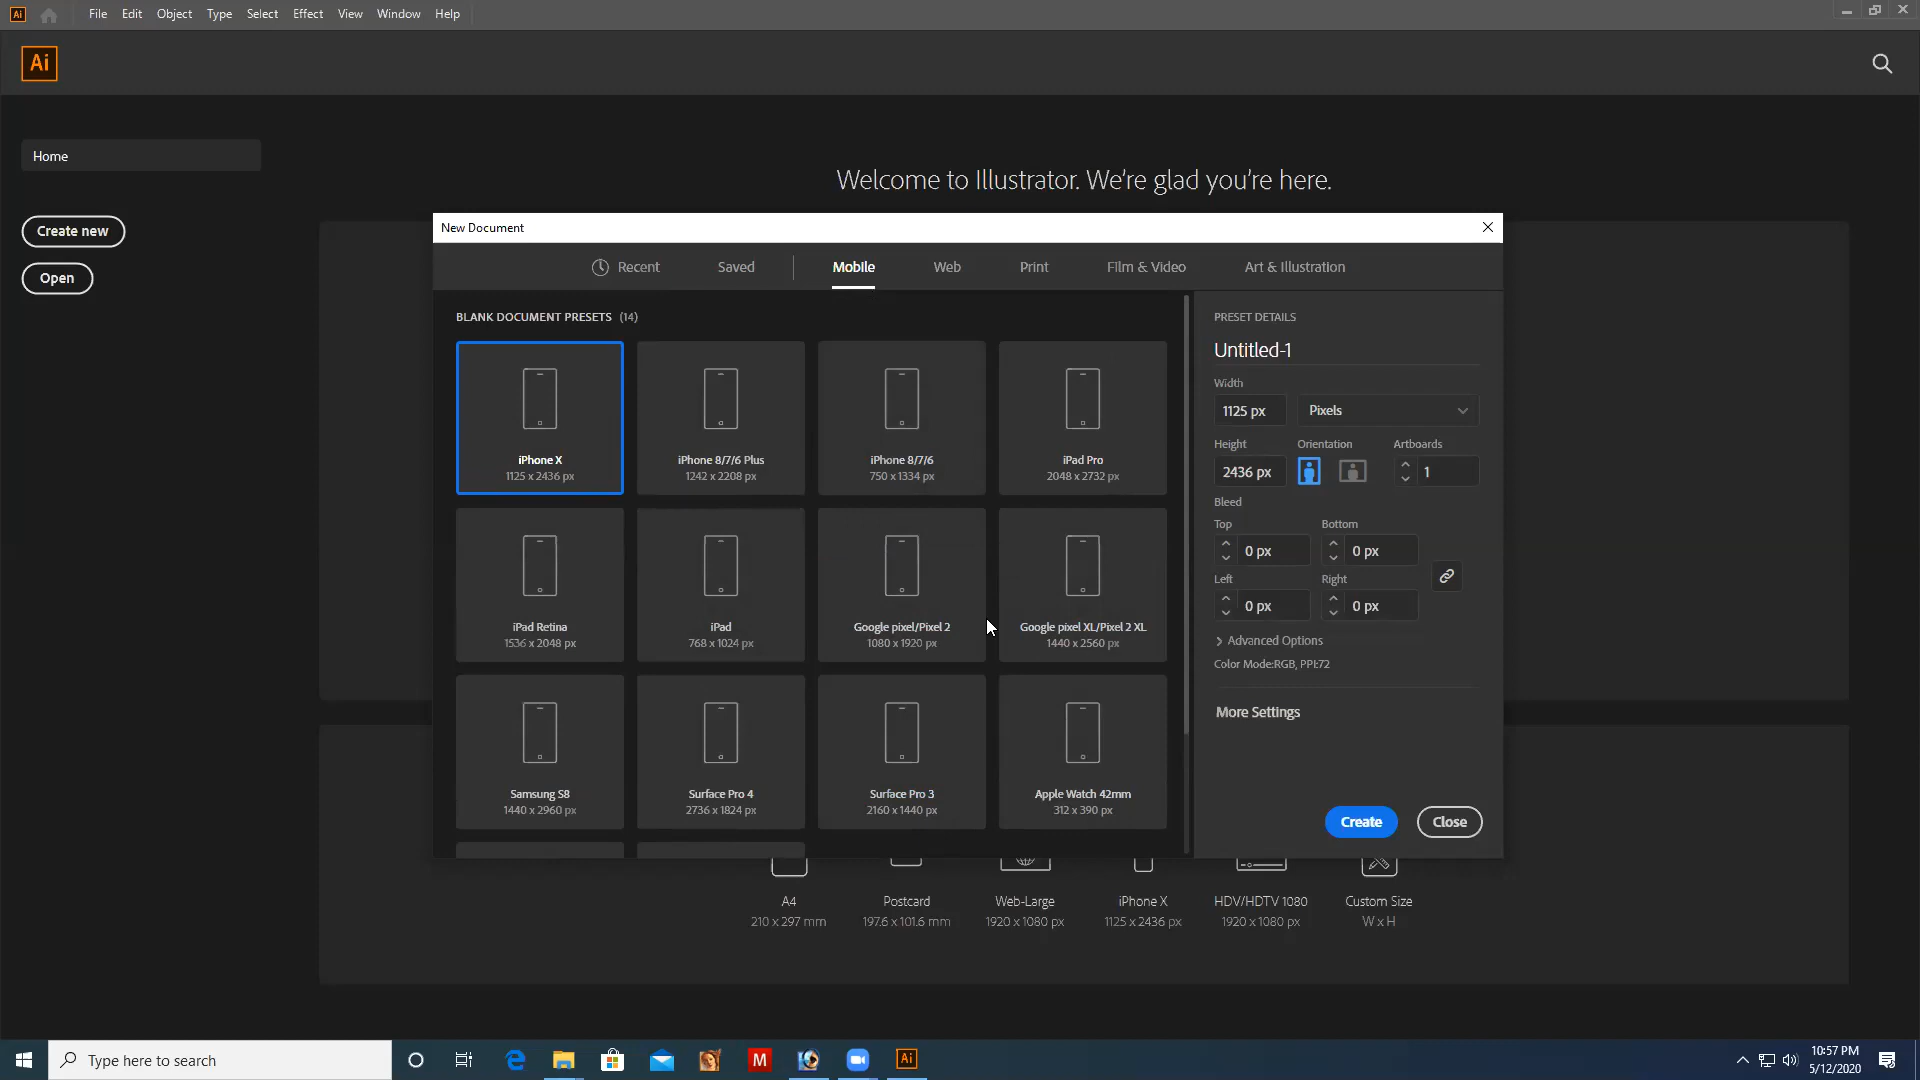 Ai
File Edit Object Type Select Effect View Window Help
Ai
Home
Create new
Open
Welcome to Illustrator. We're glad you're here.
New Document
Recent Saved Mobile Web Print Film & Video Art & Illustration
BLANK DOCUMENT PRESETS (14)
iPhone X
1125 x 2436 px
iPhone 8/7/6 Plus
1242 x 2208 px
iPhone 8/7/6
750 x 1334 px
iPad Pro
2048 x 2732 px
iPad Retina
1536 x 2048 px
iPad
768 x 1024 px
Google pixel/Pixel 2
1080 x 1920 px
Google pixel XL/Pixel 2 XL
1440 x 2560 px
Samsung S8
1440 x 2960 px
Surface Pro 4
2736 x 1824 px
Surface Pro 3
2160 x 1440 px
Apple Watch 42mm
312 x 390 px
PRESET DETAILS
Untitled-1
Width
1125 px Pixels
Height Orientation Artboards
2436 px 1
Bleed
Top Bottom
0 px 0 px
Left Right
0 px 0 px
Advanced Options
Color Mode:RGB, PPI:72
More Settings
Create Close
A4
210 x 297 mm
Postcard
197.6 x 101.6 mm
Web-Large
1920 x 1080 px
iPhone X
1125 x 2436 px
HDV/HDTV 1080
1920 x 1080 px
Custom Size
W x H
Type here to search
M
Ai
10:57 PM
5/12/2020